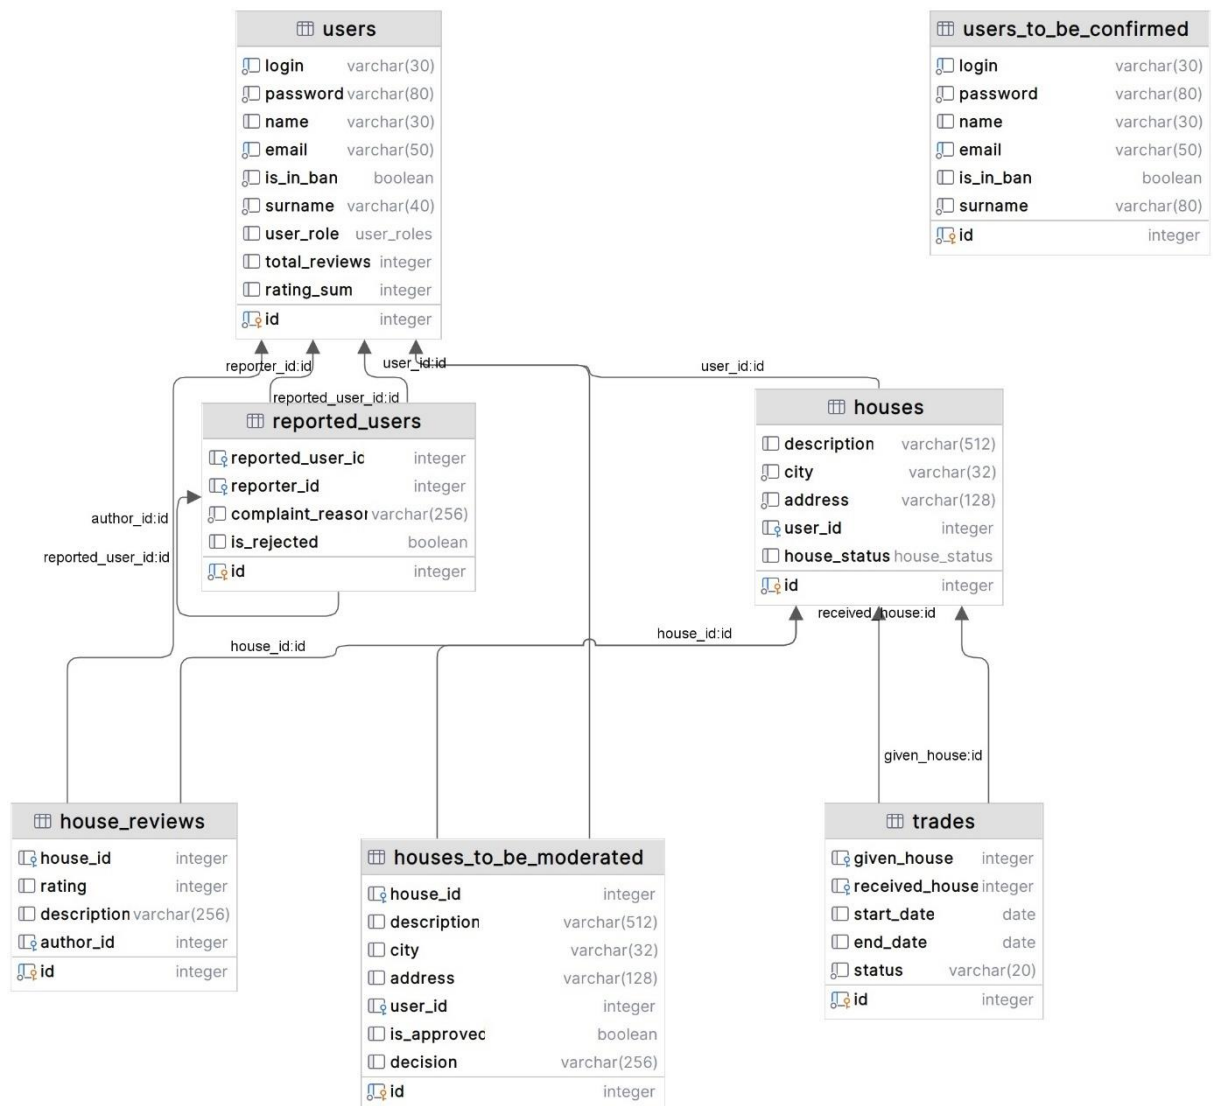 users
login varchar(30)
password varchar(80)
name varchar(30)
email varchar(50)
is_in_ban boolean
surname varchar(40)
user_role user_roles
total_reviews integer
rating_sum integer
id integer
users_to_be_confirmed
login varchar(30)
password varchar(80)
name varchar(30)
email varchar(50)
is_in_ban boolean
surname varchar(80)
id integer
reporter_id:id
user_id:id
user_id:id
reported_user_id:id
reported_users
reported_user_id integer
reporter_id integer
complaint_reasor varchar(256)
is_rejected boolean
id integer
houses
description varchar(512)
city varchar(32)
address varchar(128)
user_id integer
house_status house_status
id integer
author_id:id
reported_user_id:id
received_house:id
house_id:id
house_id:id
given_house:id
house_reviews
house_id integer
rating integer
description varchar(256)
author_id integer
id integer
houses_to_be_moderated
house_id integer
description varchar(512)
city varchar(32)
address varchar(128)
user_id integer
is_approved boolean
decision varchar(256)
id integer
trades
given_house integer
received_house integer
start_date date
end_date date
status varchar(20)
id integer